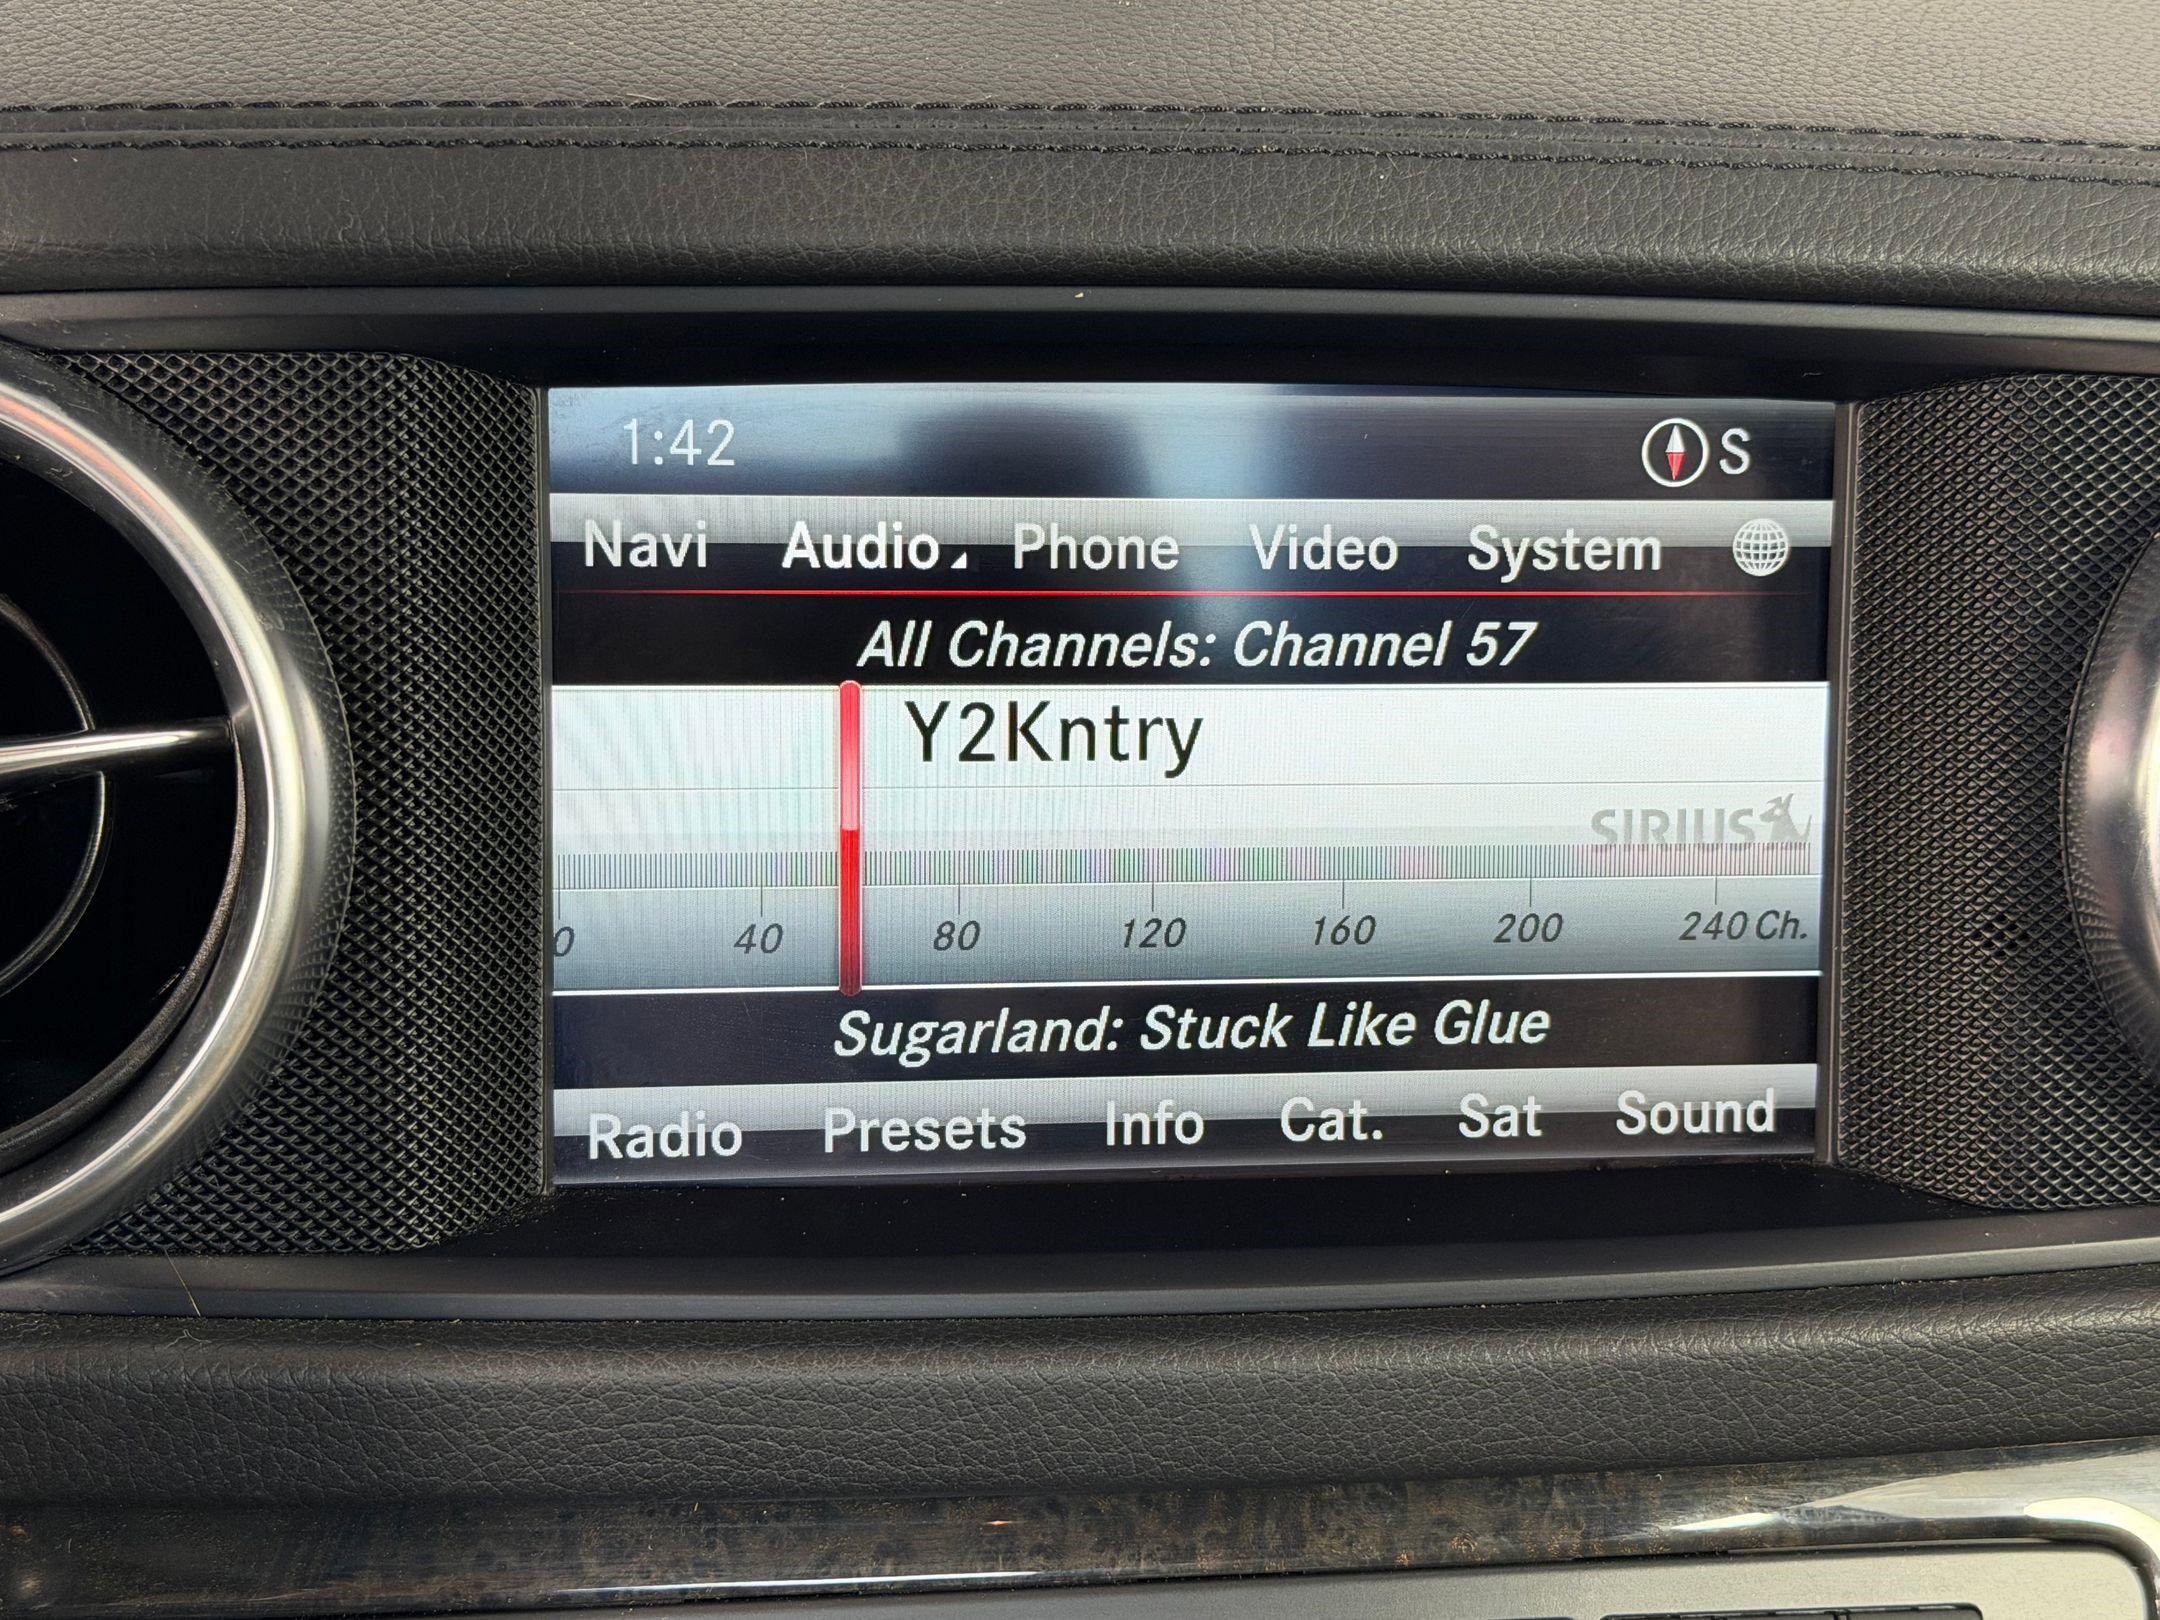 1:42 S
Navi Audio Phone Video System
All Channels: Channel 57
Y2Kntry
SIRIUS
0 40 80 120 160 200 240 Ch.
Sugarland: Stuck Like Glue
Radio Presets Info Cat. Sat Sound